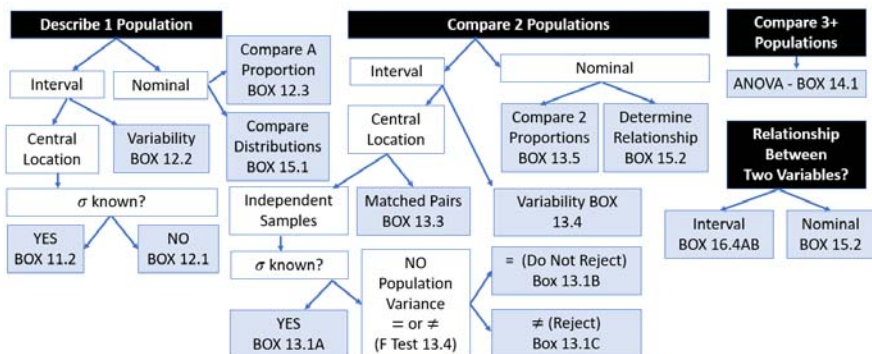 Describe 1 Population
Interval
Nominal
Compare A
Proportion
BOX 12.3
Central
Location
Variability
BOX 12.2
Compare
Distributions
BOX 15.1
σ known?
YES
BOX 11.2
NO
BOX 12.1
Compare 2 Populations
Interval
Nominal
Central
Location
Compare 2
Proportions
BOX 13.5
Determine
Relationship
BOX 15.2
Independent
Samples
Matched Pairs
BOX 13.3
Variability BOX
13.4
σ known?
YES
BOX 13.1A
NO
Population
Variance
= or ≠
(F Test 13.4)
= (Do Not Reject)
Box 13.1B
≠ (Reject)
Box 13.1C
Compare 3+
Populations
ANOVA - BOX 14.1
Relationship
Between
Two Variables?
Interval
BOX 16.4AB
Nominal
BOX 15.2